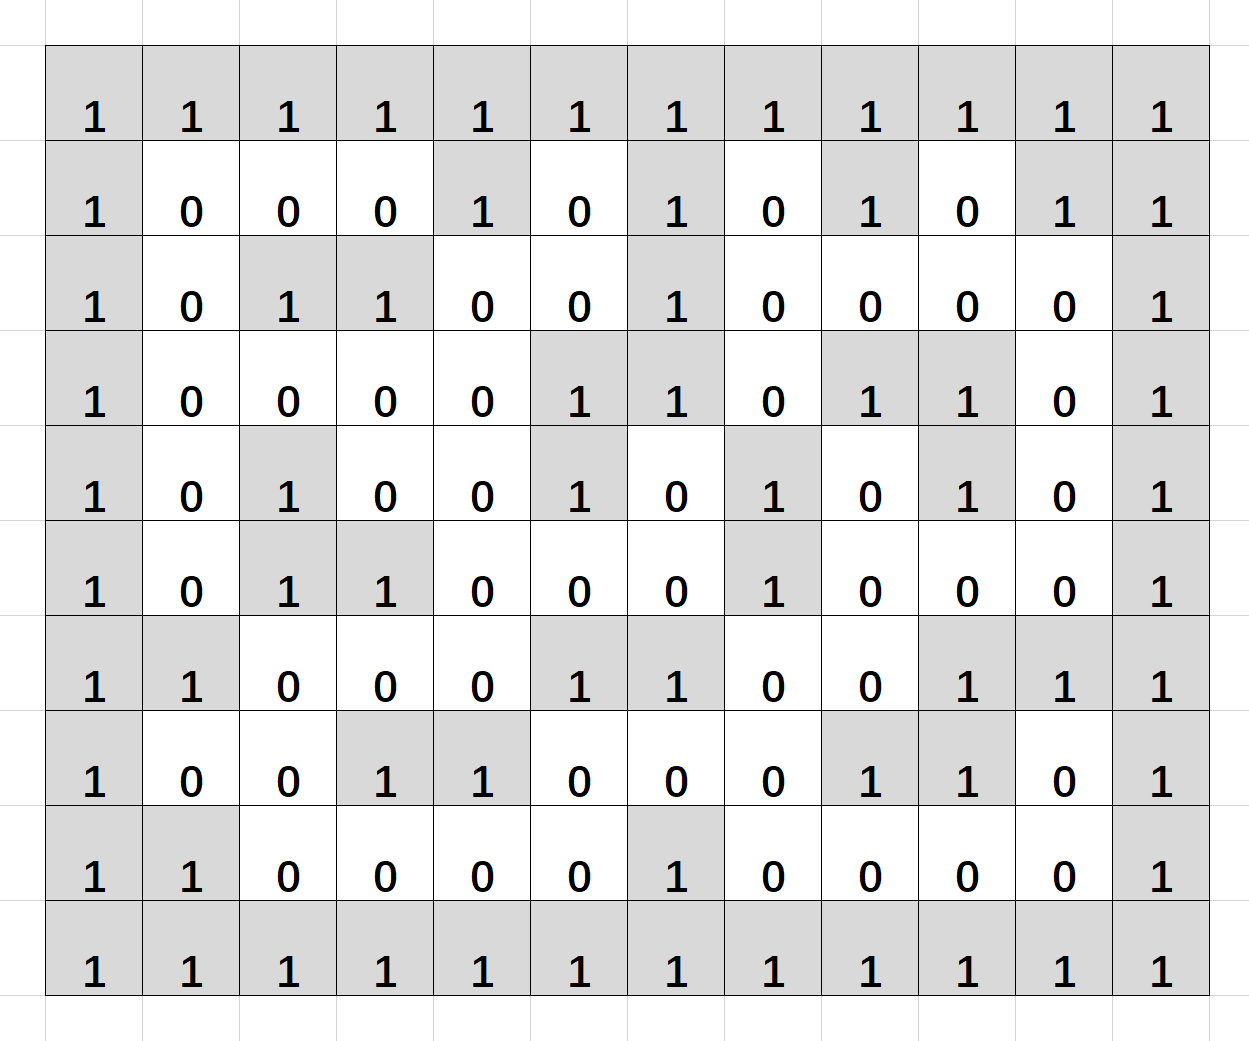 1 1 1 1 1 1 1 1 1 1 1 1
1 0 0 0 1 0 1 0 1 0 1 1
1 0 1 1 0 0 1 0 0 0 0 1
1 0 0 0 0 1 1 0 1 1 0 1
1 0 1 0 0 1 0 1 0 1 0 1
1 0 1 1 0 0 0 1 0 0 0 1
1 1 0 0 0 1 1 0 0 1 1 1
1 0 0 1 1 0 0 0 1 1 0 1
1 1 0 0 0 0 1 0 0 0 0 1
1 1 1 1 1 1 1 1 1 1 1 1